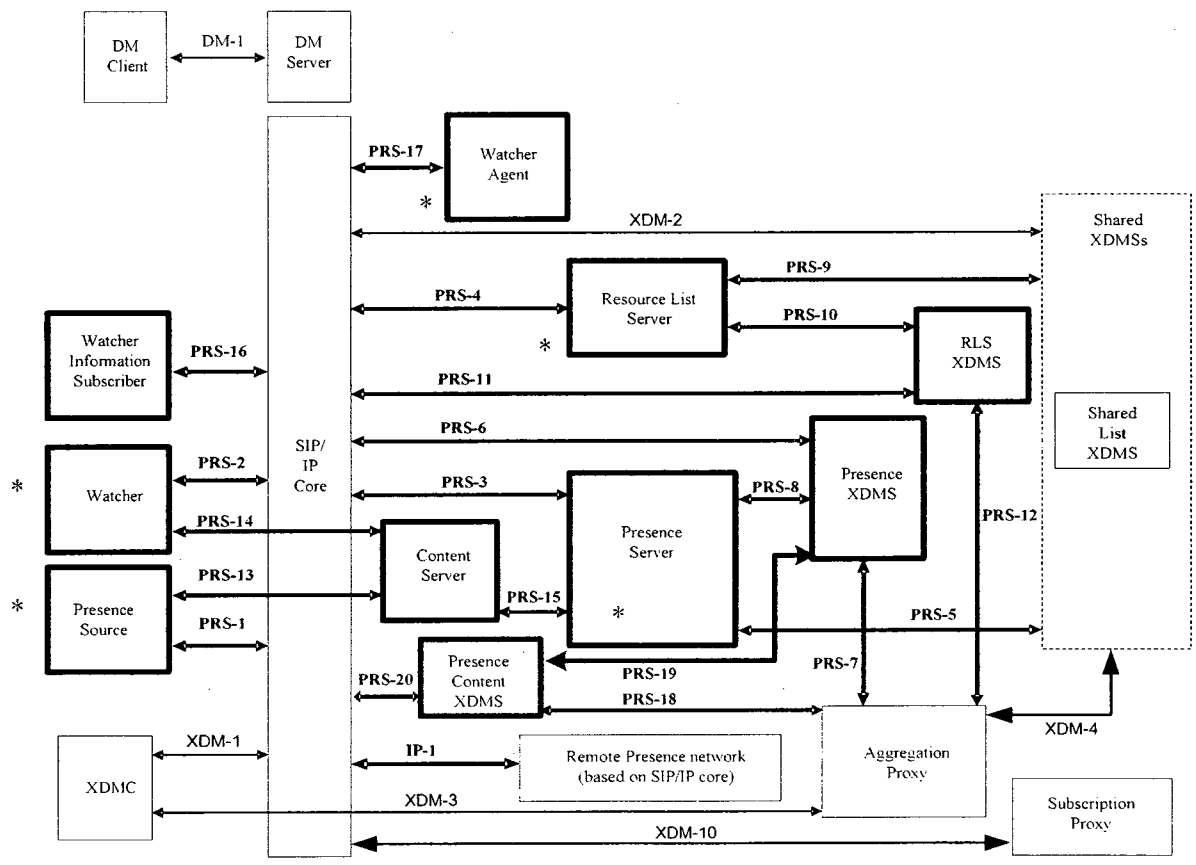 DM
Client
DM-1
DM
Server
PRS-17
Watcher
Agent
*
XDM-2
Shared
XDMSs
PRS-9
PRS-4
Resource List
Server
*
PRS-10
RLS
XDMS
Watcher
Information
Subscriber
PRS-16
PRS-11
Shared
List
XDMS
PRS-6
SIP/
IP
Core
PRS-2
*
Watcher
PRS-3
PRS-8
Presence
XDMS
PRS-14
PRS-12
Presence
Server
*
Content
Server
PRS-13
PRS-15
*
Presence
Source
PRS-1
PRS-5
PRS-19
PRS-7
PRS-20
Presence
Content
XDMS
PRS-18
XDM-4
XDM-1
IP-1
Remote Presence network
(based on SIP/IP core)
Aggregation
Proxy
XDMC
XDM-3
Subscription
Proxy
XDM-10